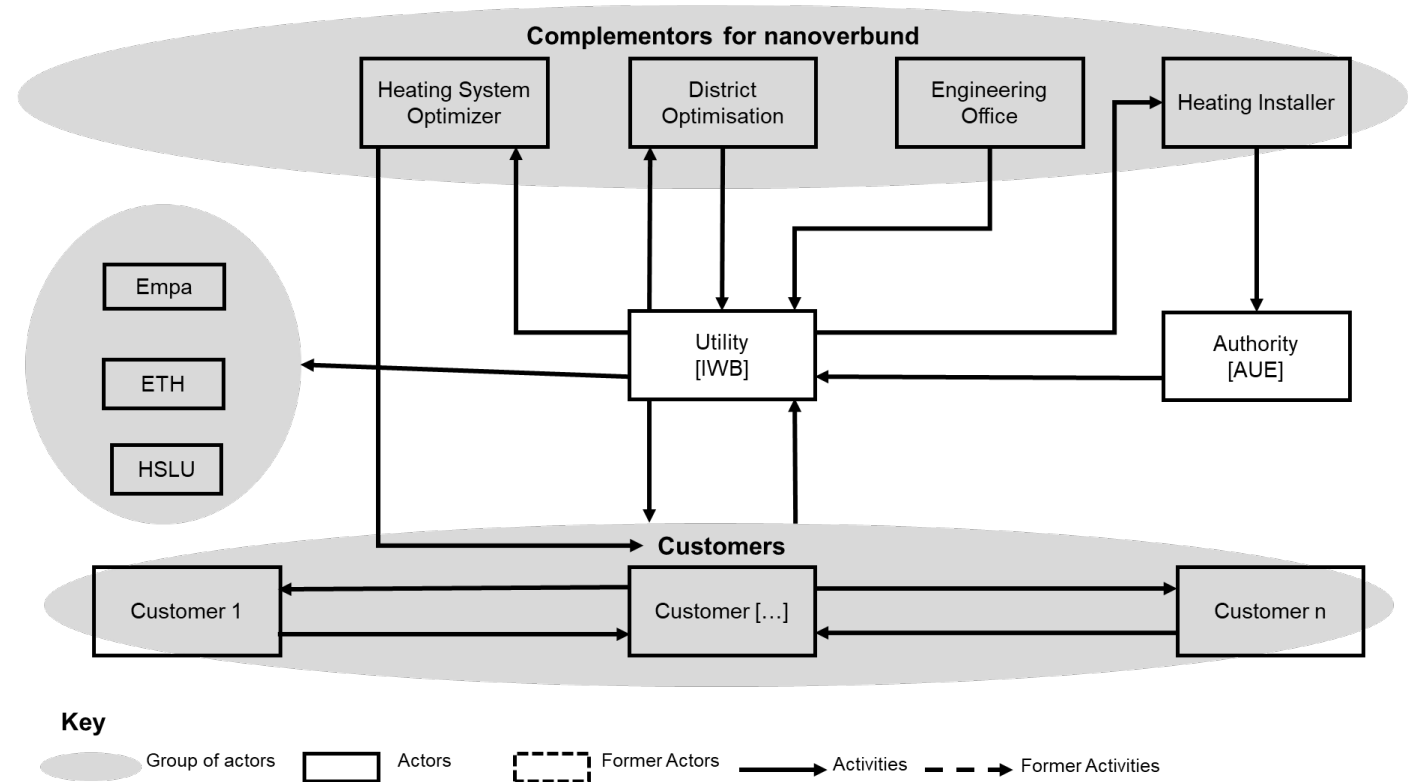 Complementors for nanoverbund
Heating System
Optimizer
District
Optimisation
Engineering
Office
Heating Installer
Empa
ETH
HSLU
Utility
[IWB]
Authority
[AUE]
Customers
Customer 1
Customer […]
Customer n
Key
Group of actors
Actors
Former Actors
Activities
Former Activities